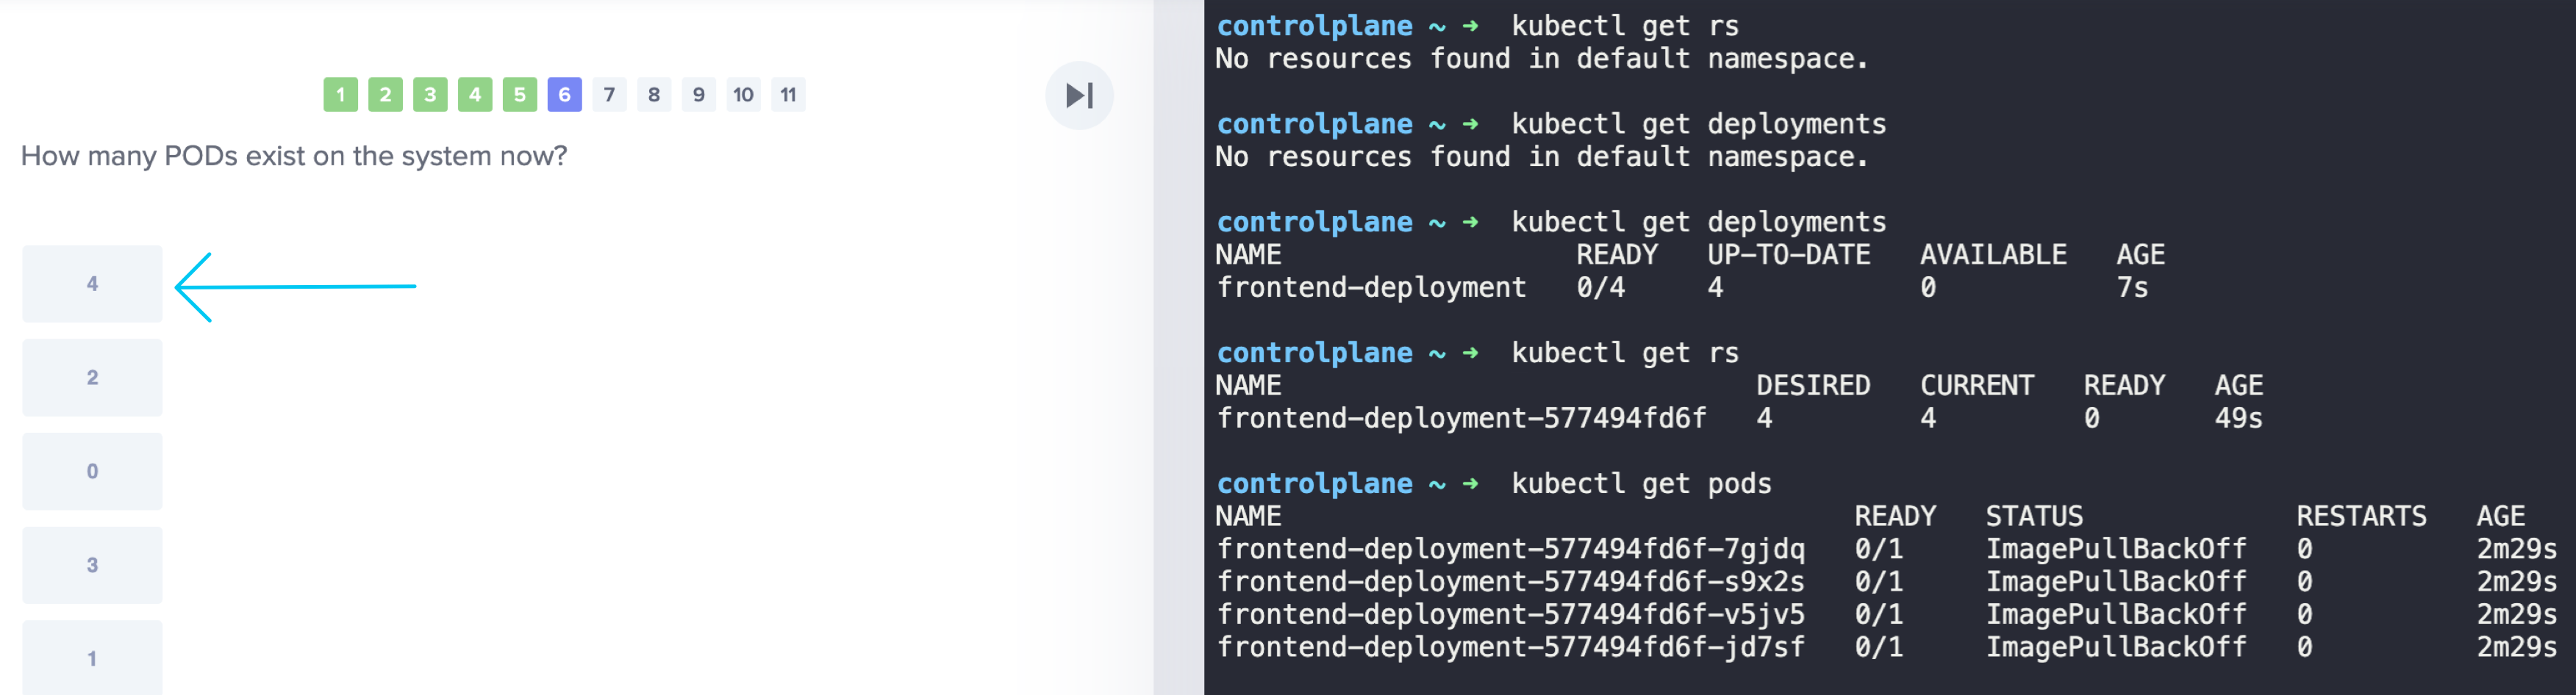 1 2 3 4 5 6 7 8 9 10 11
How many PODs exist on the system now?
4
2
0
3
1
controlplane ~ ➜  kubectl get rs
No resources found in default namespace.
controlplane ~ ➜  kubectl get deployments
No resources found in default namespace.
controlplane ~ ➜  kubectl get deployments
NAME                  READY   UP-TO-DATE   AVAILABLE   AGE
frontend-deployment   0/4     4            0           7s
controlplane ~ ➜  kubectl get rs
NAME                             DESIRED   CURRENT   READY   AGE
frontend-deployment-577494fd6f   4         4         0       49s
controlplane ~ ➜  kubectl get pods
NAME                                   READY   STATUS             RESTARTS   AGE
frontend-deployment-577494fd6f-7gjdq   0/1     ImagePullBackOff   0          2m29s
frontend-deployment-577494fd6f-s9x2s   0/1     ImagePullBackOff   0          2m29s
frontend-deployment-577494fd6f-v5jv5   0/1     ImagePullBackOff   0          2m29s
frontend-deployment-577494fd6f-jd7sf   0/1     ImagePullBackOff   0          2m29s